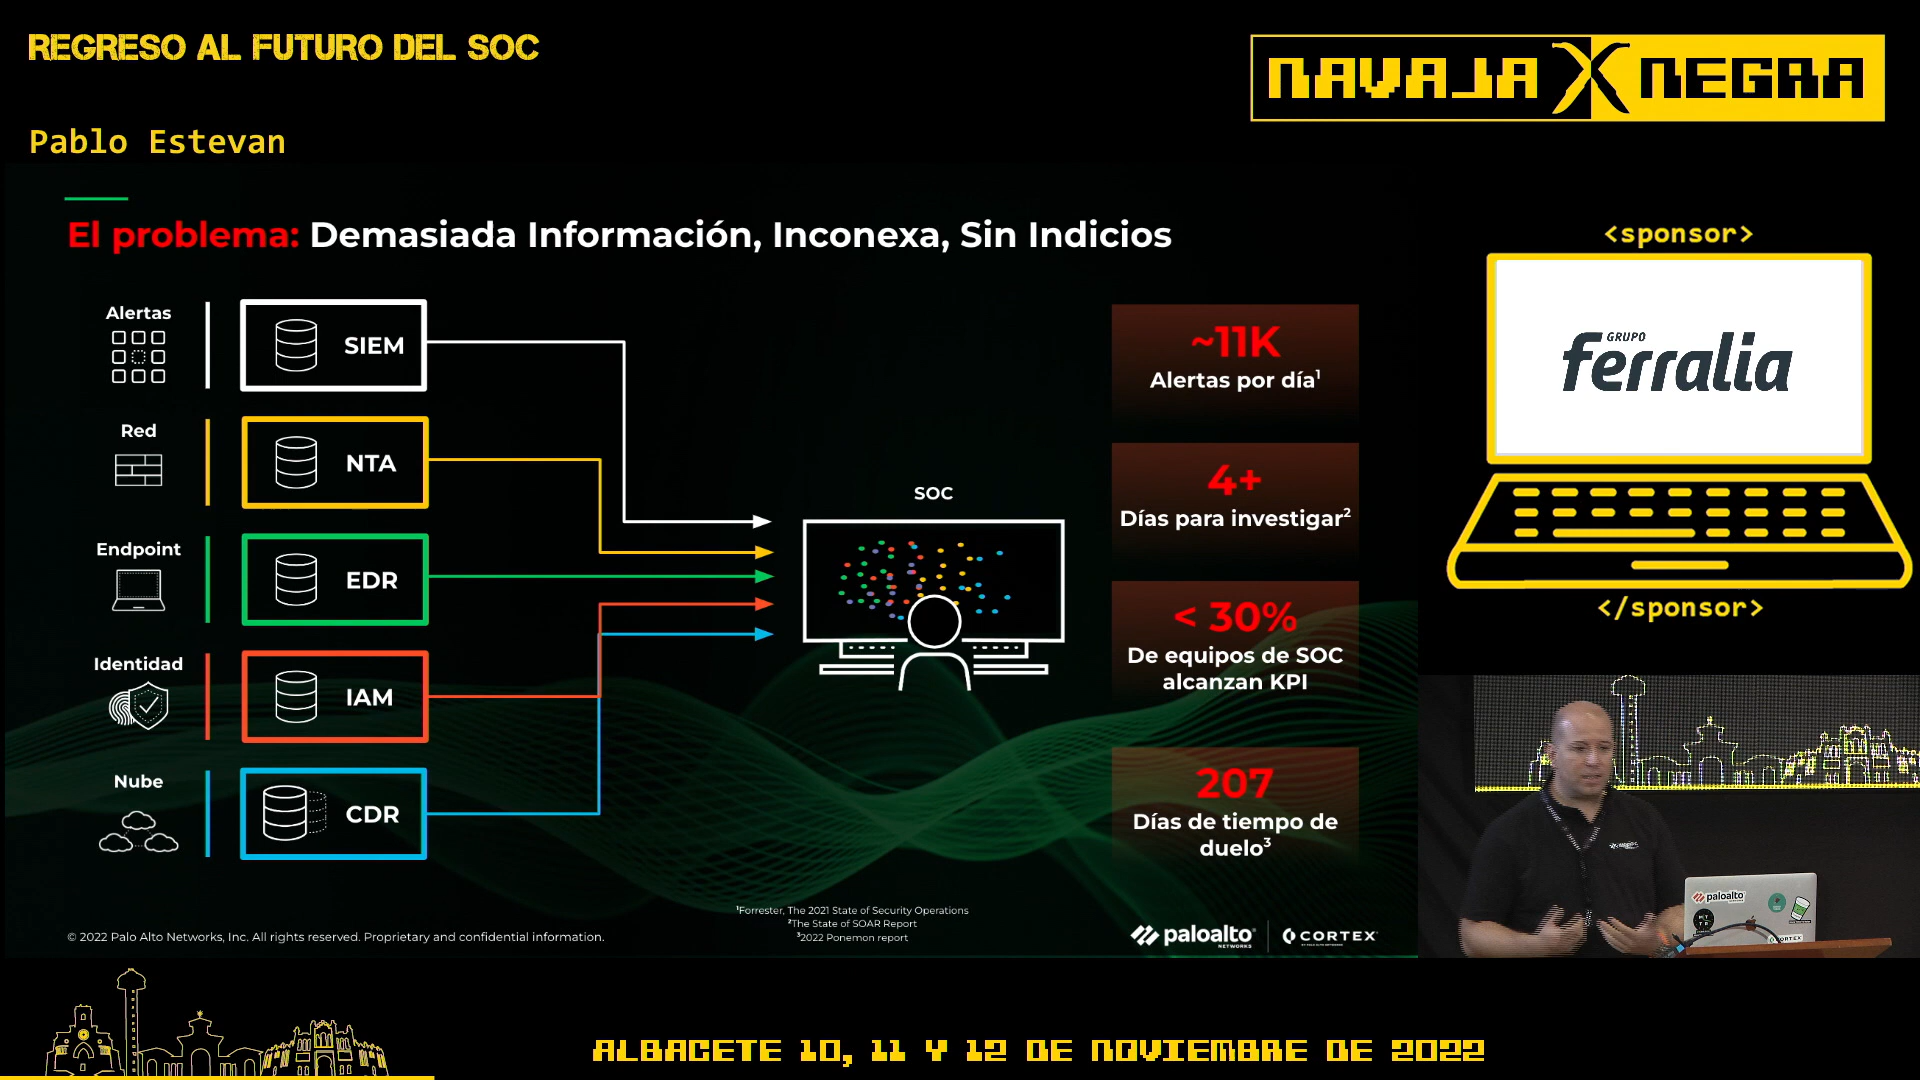 REGRESO AL FUTURO DEL SOC
NAVAJA NEGRA
Pablo Estevan
El problema: Demasiada Información, Inconexa, Sin Indicios
<sponsor>
GRUPO
ferralia
</sponsor>
Alertas
SIEM
Red
NTA
Endpoint
EDR
Identidad
IAM
Nube
CDR
SOC
~11K
Alertas por día¹
4+
Días para investigar²
< 30%
De equipos de SOC
alcanzan KPI
207
Días de tiempo de
duelo³
¹Forrester, The 2021 State of Security Operations
²The State of SOAR Report
³2022 Ponemon report
© 2022 Palo Alto Networks, Inc. All rights reserved. Proprietary and confidential information.
paloalto
NETWORKS
CORTEX
paloalto
CORTEX
ALBACETE 10, 11 Y 12 DE NOVIEMBRE DE 2022